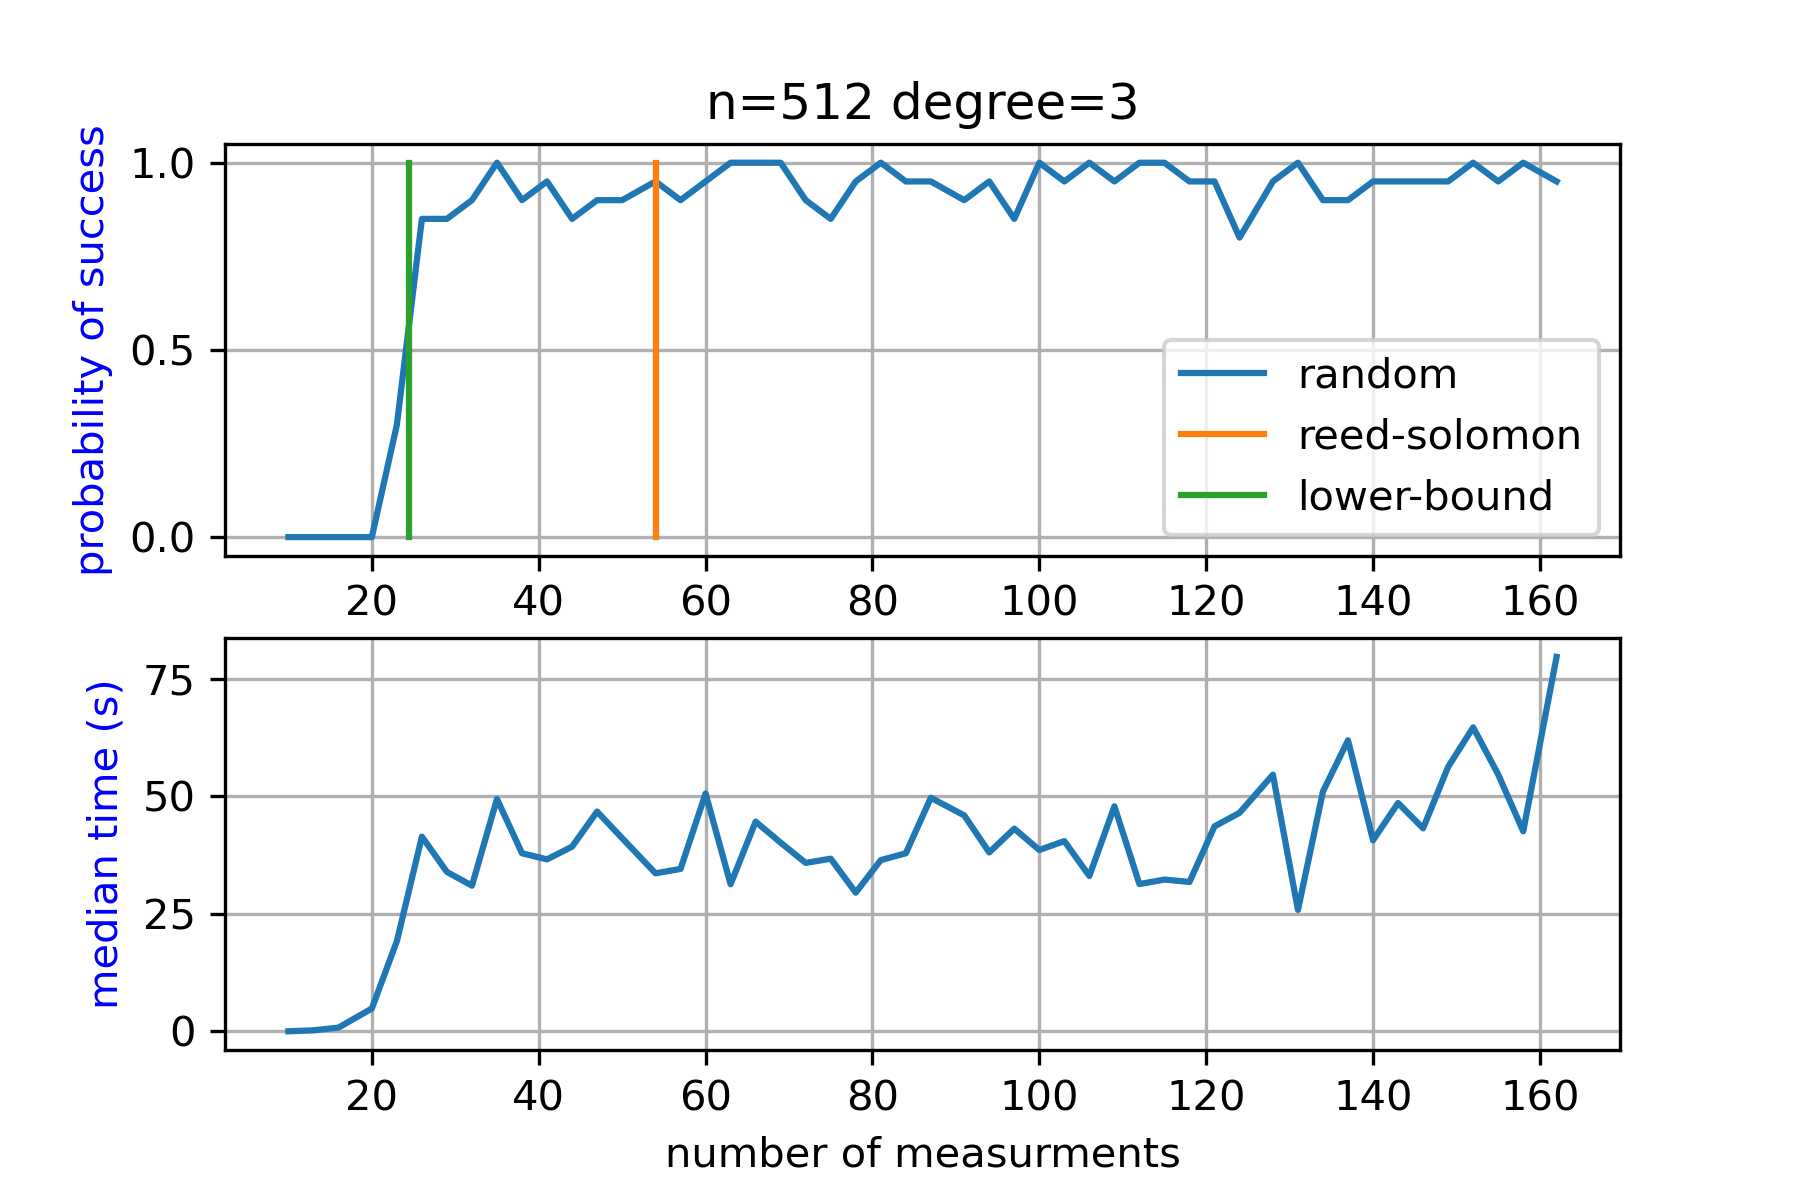 n=512 degree=3
probability of success
1.0
0.5
0.0
random
reed-solomon
lower-bound
20 40 60 80 100 120 140 160
median time (s)
75
50
25
0
20 40 60 80 100 120 140 160
number of measurments